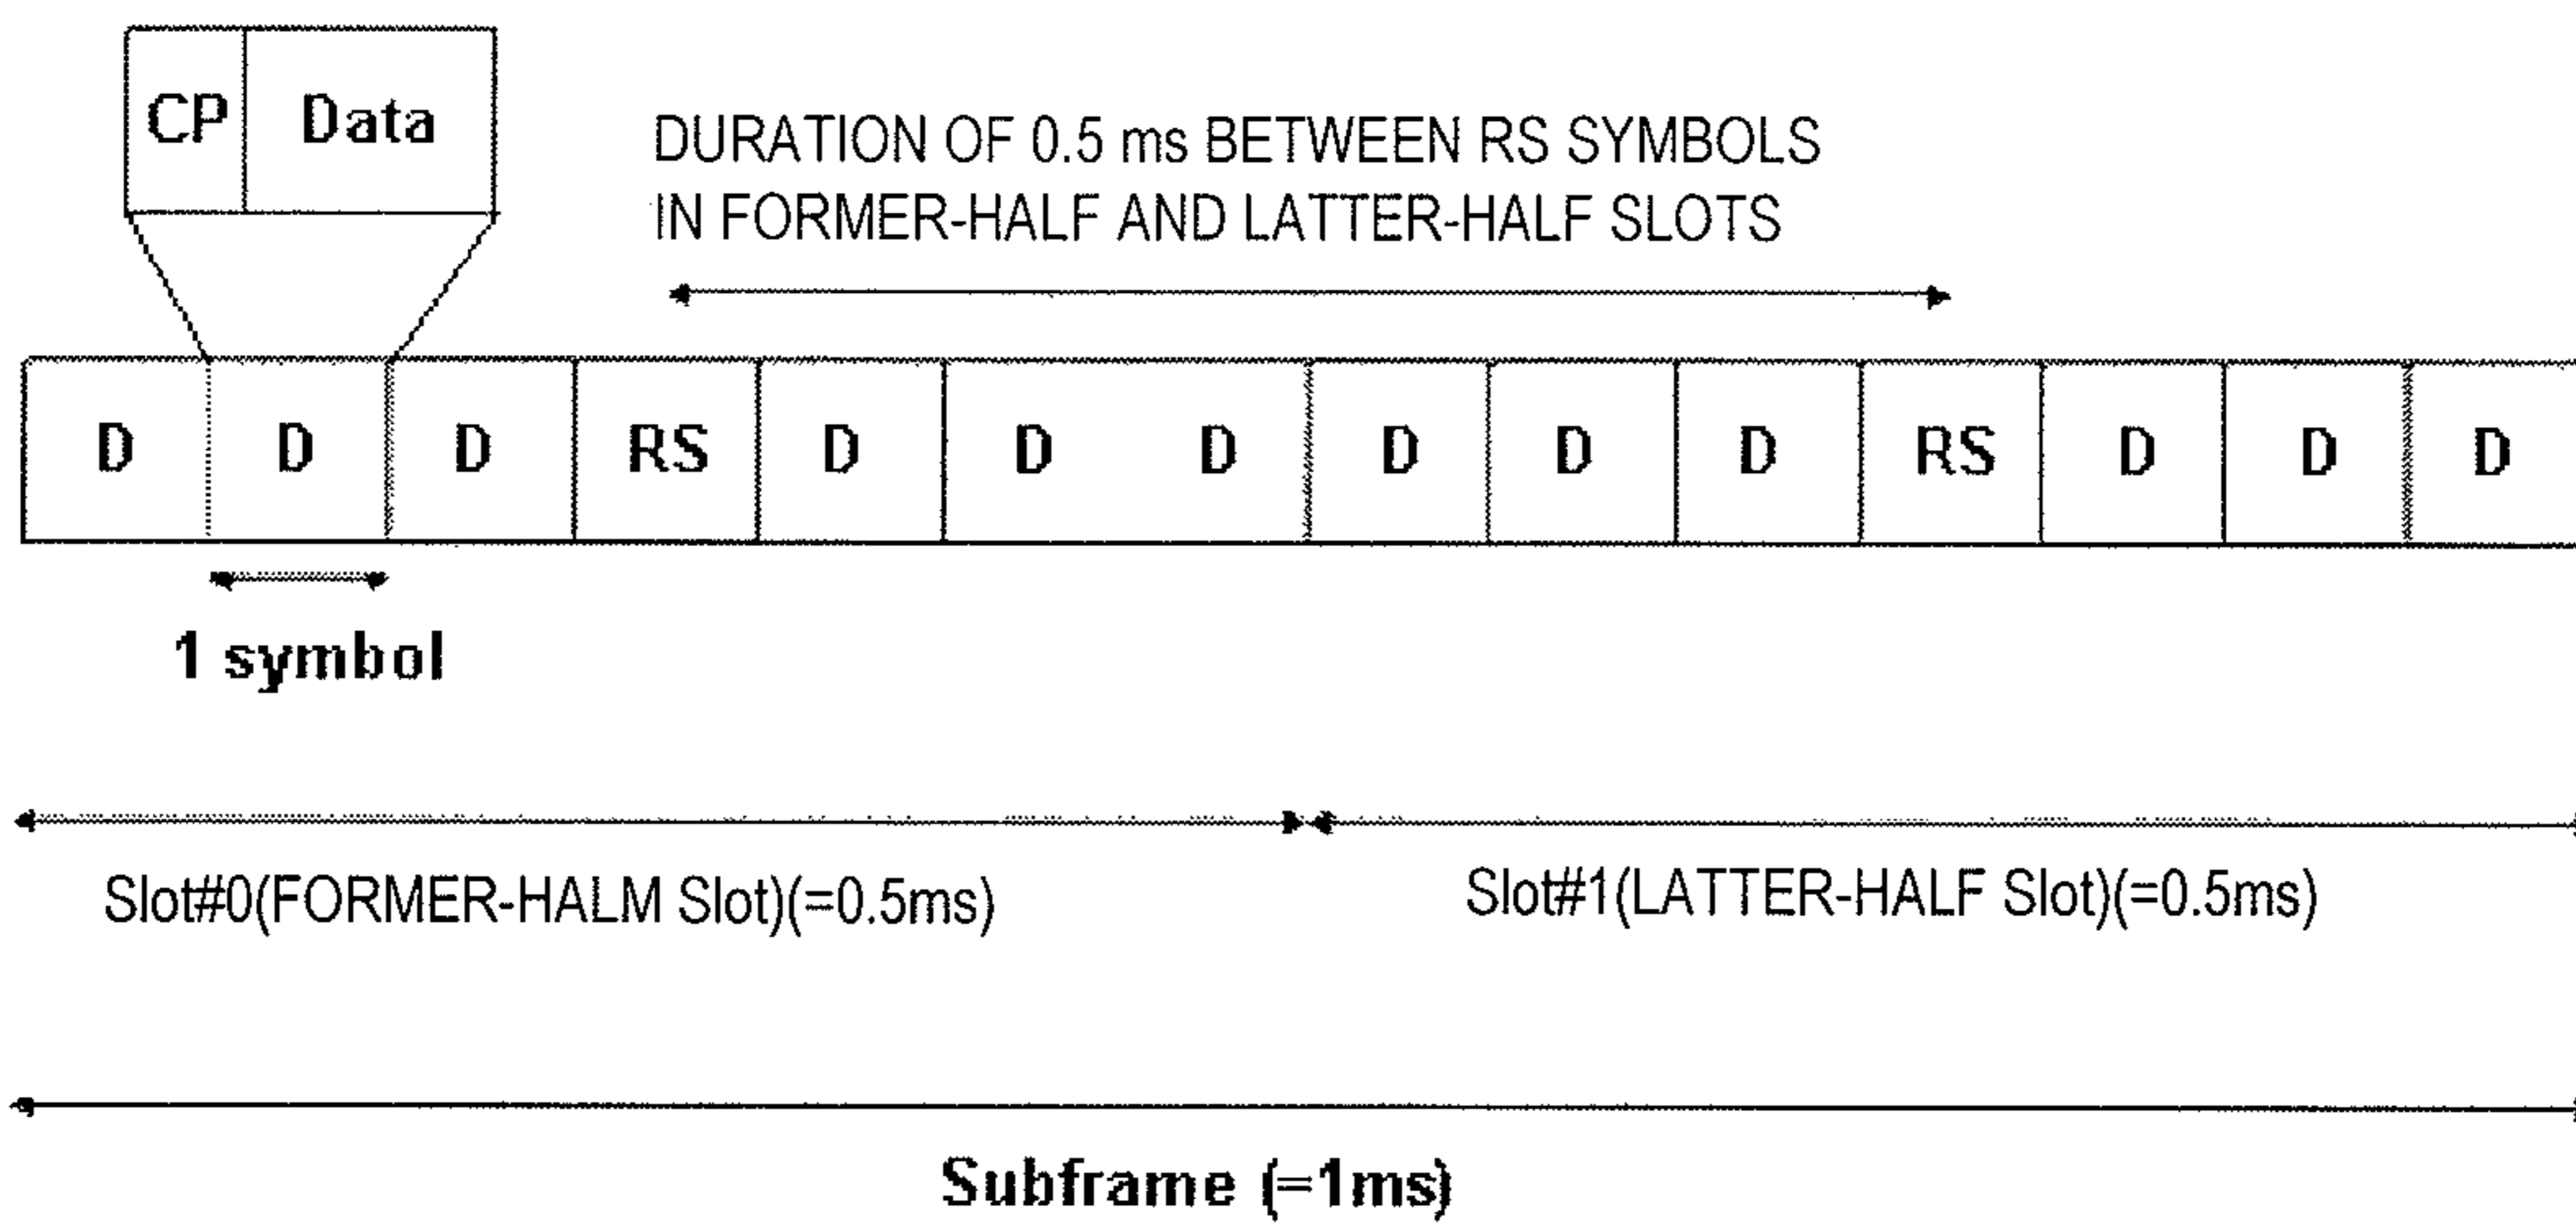 CP Data
DURATION OF 0.5 ms BETWEEN RS SYMBOLS
IN FORMER-HALF AND LATTER-HALF SLOTS
D D D RS D D D D D D RS D D D
1 symbol
Slot#0(FORMER-HALM Slot)(=0.5ms) Slot#1(LATTER-HALF Slot)(=0.5ms)
Subframe (=1ms)